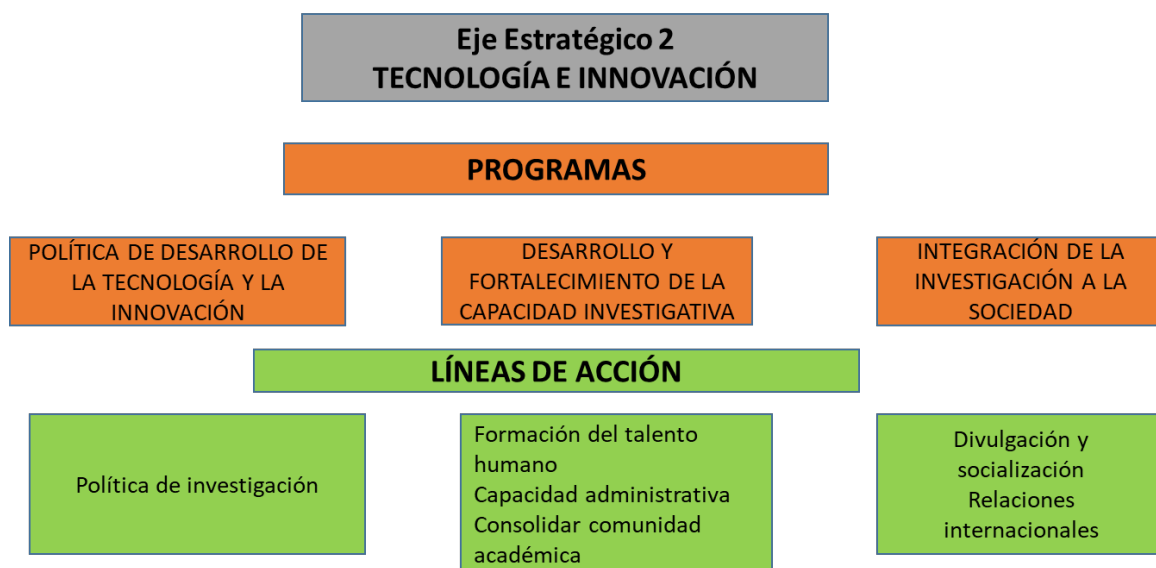 Eje Estratégico 2
TECNOLOGÍA E INNOVACIÓN
PROGRAMAS
POLÍTICA DE DESARROLLO DE
LA TECNOLOGÍA Y LA
INNOVACIÓN
DESARROLLO Y
FORTALECIMIENTO DE LA
CAPACIDAD INVESTIGATIVA
INTEGRACIÓN DE LA
INVESTIGACIÓN A LA
SOCIEDAD
LÍNEAS DE ACCIÓN
Política de investigación
Formación del talento
humano
Capacidad administrativa
Consolidar comunidad
académica
Divulgación y
socialización
Relaciones
internacionales